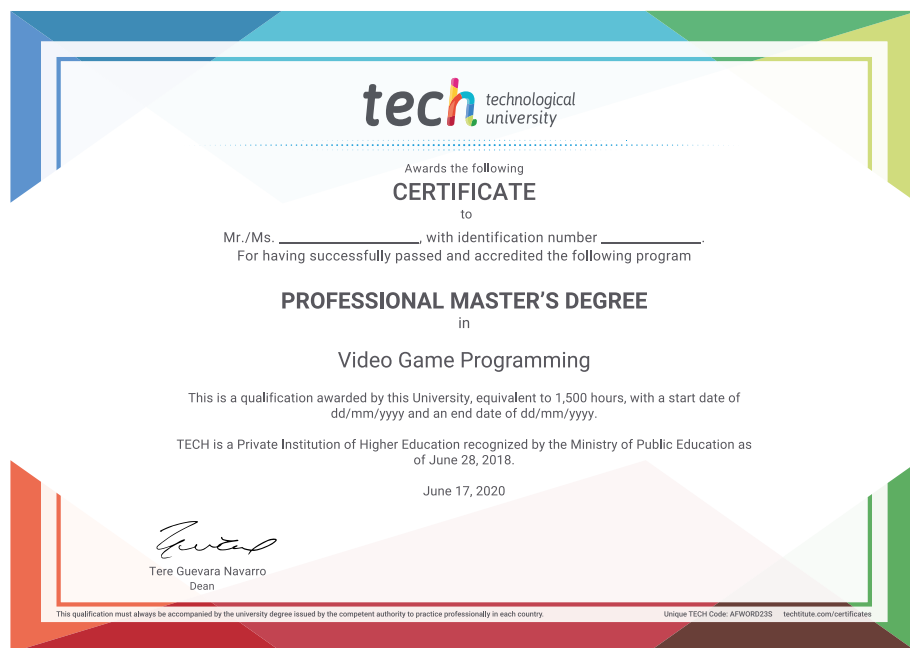 tech technological
university
Awards the following
CERTIFICATE
to
Mr./Ms. ________________, with identification number ____________.
For having successfully passed and accredited the following program
PROFESSIONAL MASTER'S DEGREE
in
Video Game Programming
This is a qualification awarded by this University, equivalent to 1,500 hours, with a start date of
dd/mm/yyyy and an end date of dd/mm/yyyy.
TECH is a Private Institution of Higher Education recognized by the Ministry of Public Education as
of June 28, 2018.
June 17, 2020
Tere Guevara Navarro
Dean
This qualification must always be accompanied by the university degree issued by the competent authority to practice professionally in each country. Unique TECH Code: AFWORD23S techtitute.com/certificates